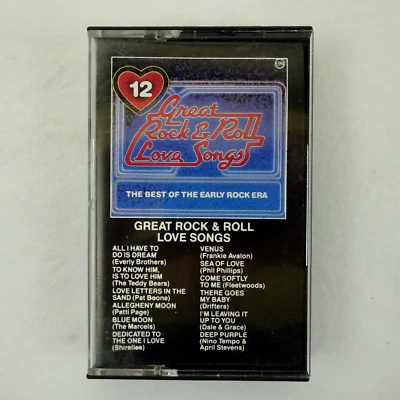 12
Great
Rock & Roll
Love Songs
THE BEST OF THE EARLY ROCK ERA
GREAT ROCK & ROLL
LOVE SONGS
ALL I HAVE TO
DO IS DREAM
(Everly Brothers)
TO KNOW HIM,
IS TO LOVE HIM
(The Teddy Bears)
LOVE LETTERS IN THE
SAND (Pat Boone)
ALLEGHENY MOON
(Patti Page)
BLUE MOON
(The Marcels)
DEDICATED TO
THE ONE I LOVE
(Shirelles)
VENUS
(Frankie Avalon)
SEA OF LOVE
(Phil Phillips)
COME SOFTLY
TO ME (Fleetwoods)
THERE GOES
MY BABY
(Drifters)
I'M LEAVING IT
UP TO YOU
(Dale & Grace)
DEEP PURPLE
(Nino Tempo &
April Stevens)